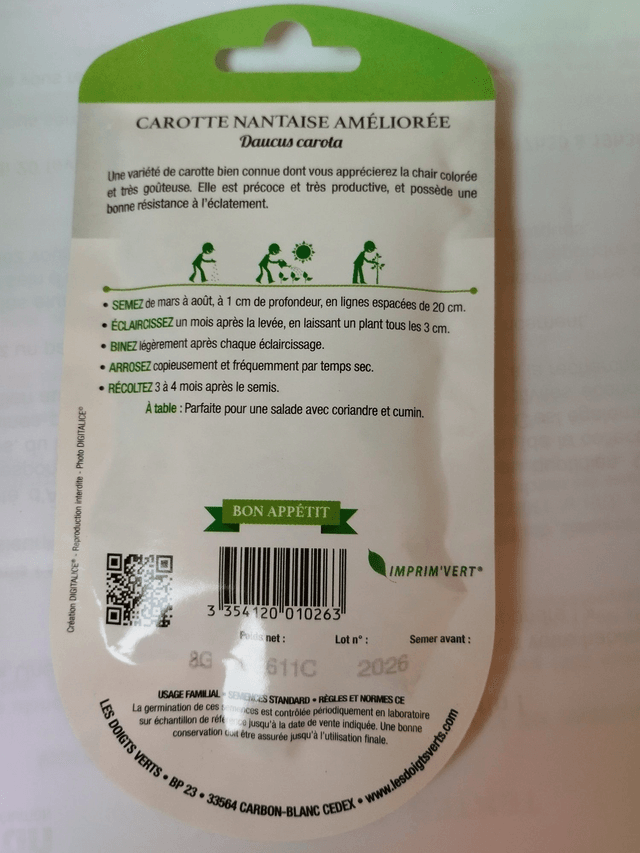 CAROTTE NANTAISE AMÉLIORÉE
Daucus carota
Une variété de carotte bien connue dont vous apprécierez la chair colorée
et très goûteuse. Elle est précoce et très productive, et possède une
bonne résistance à l'éclatement.
• SEMEZ de mars à août, à 1 cm de profondeur, en lignes espacées de 20 cm.
• ÉCLAIRCISSEZ un mois après la levée, en laissant un plant tous les 3 cm.
• BINEZ légèrement après chaque éclaircissage.
• ARROSEZ copieusement et fréquemment par temps sec.
• RÉCOLTEZ 3 à 4 mois après le semis.
À table : Parfaite pour une salade avec coriandre et cumin.
Création DIGITALICE® - Reproduction interdite - Photo DIGITALICE®
BON APPÉTIT
IMPRIM'VERT®
3 354120 010263
Poids net : Lot n° : Semer avant :
8G 611C 2026
USAGE FAMILIAL • SEMENCES STANDARD • RÈGLES ET NORMES CE
La germination de ces semences est contrôlée périodiquement en laboratoire
sur échantillon de référence jusqu'à la date de vente indiquée. Une bonne
conservation doit être assurée jusqu'à l'utilisation finale.
LES DOIGTS VERTS • BP 23 • 33564 CARBON-BLANC CEDEX • www.lesdoigtsverts.com